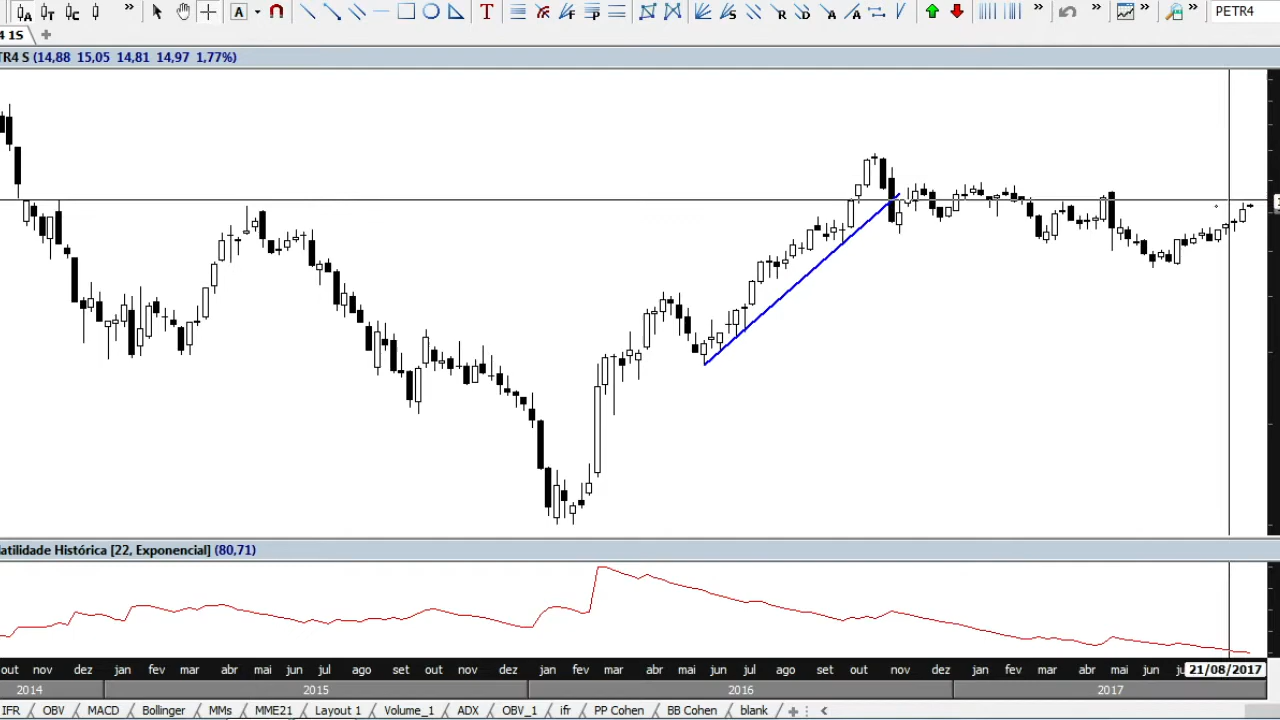 A T C A T F P F S R D A A PETR4
4 1S
TR4 S (14,88 15,05 14,81 14,97 1,77%)
atilidade Histórica [22, Exponencial] (80,71)
out nov dez jan fev mar abr mai jun jul ago set out nov dez jan fev mar abr mai jun jul ago set out nov dez jan fev mar abr mai jun 21/08/2017
2014 2015 2016 2017
IFR OBV MACD Bollinger MMs MME21 Layout 1 Volume_1 ADX OBV_1 ifr PP Cohen BB Cohen blank